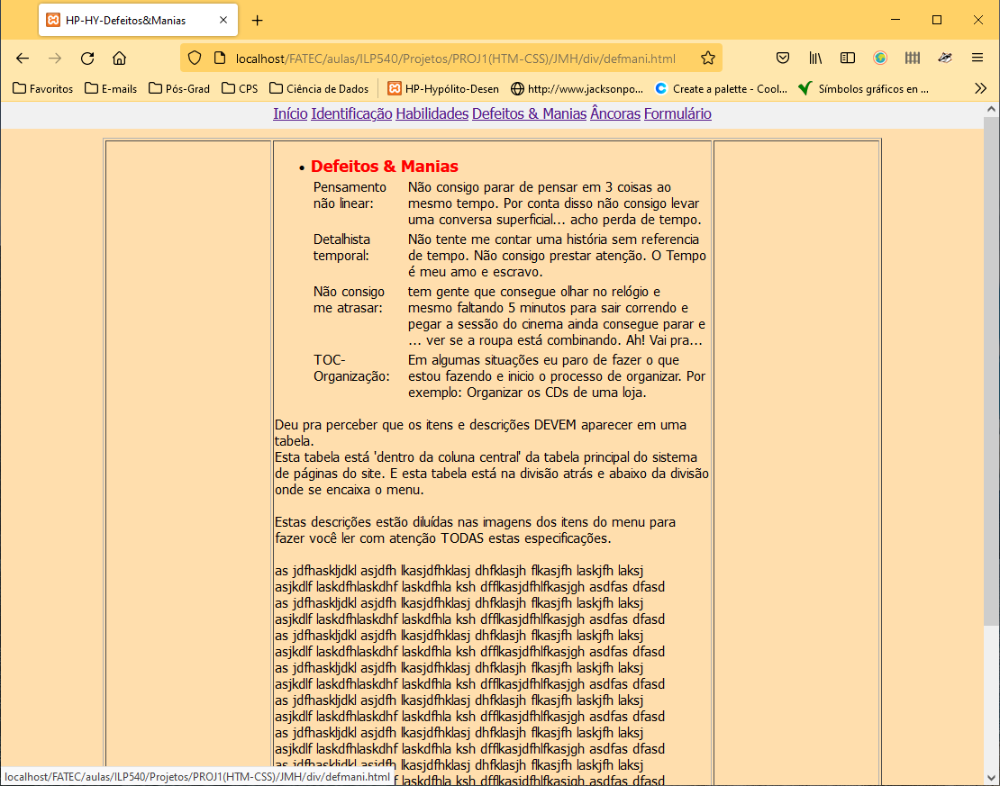 HP-HY-Defeitos&Manias
localhost/FATEC/aulas/ILP540/Projetos/PROJ1(HTM-CSS)/JMH/div/defmani.html
Favoritos E-mails Pós-Grad CPS Ciência de Dados HP-Hypólito-Desen http://www.jacksonpo... Create a palette - Cool... Símbolos gráficos en ...
Início Identificação Habilidades Defeitos & Manias Âncoras Formulário
• Defeitos & Manias
Pensamento não linear:
Não consigo parar de pensar em 3 coisas ao
mesmo tempo. Por conta disso não consigo levar
uma conversa superficial... acho perda de tempo.
Detalhista
temporal:
Não tente me contar uma história sem referencia
de tempo. Não consigo prestar atenção. O Tempo
é meu amo e escravo.
Não consigo
me atrasar:
tem gente que consegue olhar no relógio e
mesmo faltando 5 minutos para sair correndo e
pegar a sessão do cinema ainda consegue parar e
... ver se a roupa está combinando. Ah! Vai pra...
TOC-
Organização:
Em algumas situações eu paro de fazer o que
estou fazendo e inicio o processo de organizar. Por
exemplo: Organizar os CDs de uma loja.
Deu pra perceber que os itens e descrições DEVEM aparecer em uma
tabela.
Esta tabela está 'dentro da coluna central' da tabela principal do sistema
de páginas do site. E esta tabela está na divisão atrás e abaixo da divisão
onde se encaixa o menu.
Estas descrições estão diluídas nas imagens dos itens do menu para
fazer você ler com atenção TODAS estas especificações.
as jdfhaskljdkl asjdfh lkasjdfhklasj dhfklasjh flkasjfh laskjfh laksj
asjkdlf laskdfhlaskdhf laskdfhla ksh dfflkasjdfhlfkasjgh asdfas dfasd
as jdfhaskljdkl asjdfh lkasjdfhklasj dhfklasjh flkasjfh laskjfh laksj
asjkdlf laskdfhlaskdhf laskdfhla ksh dfflkasjdfhlfkasjgh asdfas dfasd
as jdfhaskljdkl asjdfh lkasjdfhklasj dhfklasjh flkasjfh laskjfh laksj
asjkdlf laskdfhlaskdhf laskdfhla ksh dfflkasjdfhlfkasjgh asdfas dfasd
as jdfhaskljdkl asjdfh lkasjdfhklasj dhfklasjh flkasjfh laskjfh laksj
asjkdlf laskdfhlaskdhf laskdfhla ksh dfflkasjdfhlfkasjgh asdfas dfasd
as jdfhaskljdkl asjdfh lkasjdfhklasj dhfklasjh flkasjfh laskjfh laksj
asjkdlf laskdfhlaskdhf laskdfhla ksh dfflkasjdfhlfkasjgh asdfas dfasd
as jdfhaskljdkl asjdfh lkasjdfhklasj dhfklasjh flkasjfh laskjfh laksj
asjkdlf laskdfhlaskdhf laskdfhla ksh dfflkasjdfhlfkasjgh asdfas dfasd
as jdfhaskljdkl asjdfh lkasjdfhklasj dhfklasjh flkasjfh laskjfh laksj
laskdfhla ksh dfflkasjdfhlfkasjgh asdfas dfasd
localhost/FATEC/aulas/ILP540/Projetos/PROJ1(HTM-CSS)/JMH/div/defmani.html